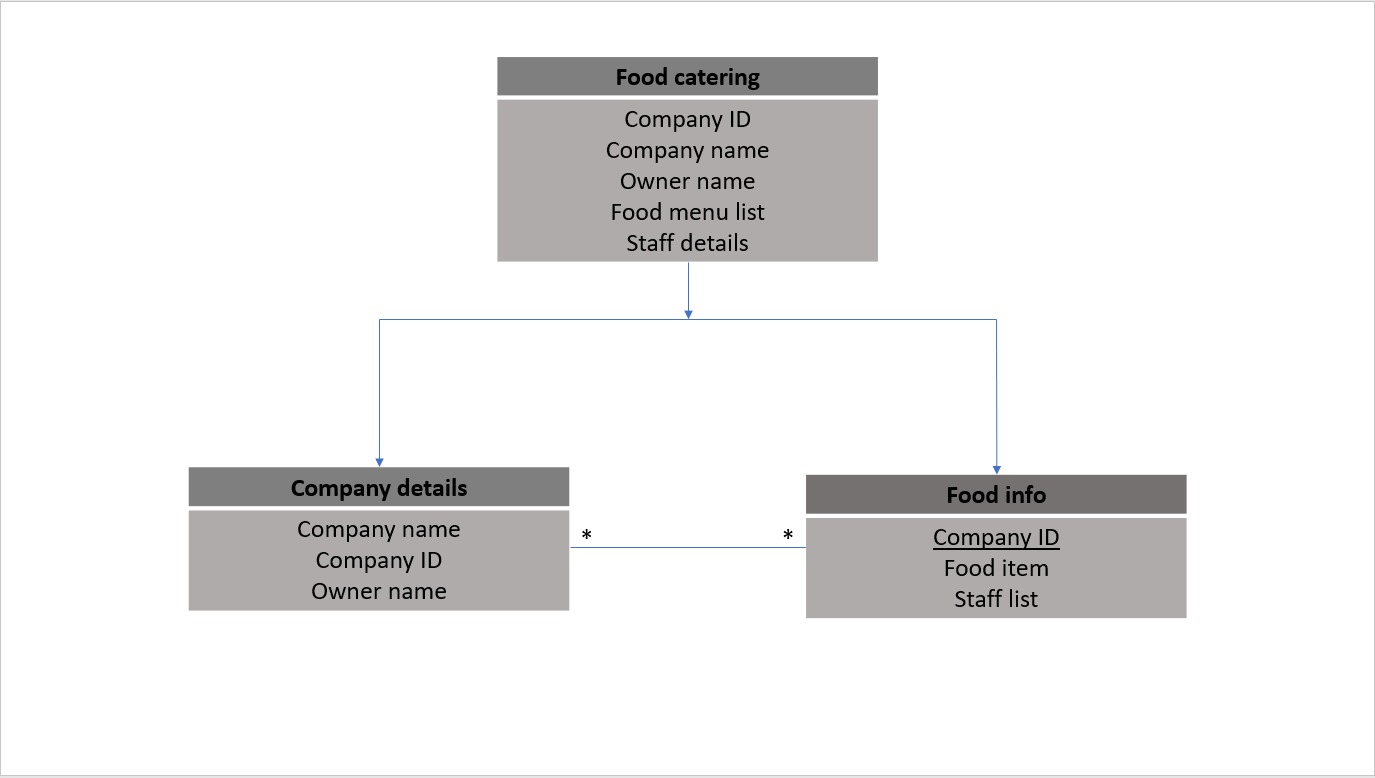 Food catering
Company ID
Company name
Owner name
Food menu list
Staff details
Company details
Company name
Company ID
Owner name
*
*
Food info
Company ID
Food item
Staff list